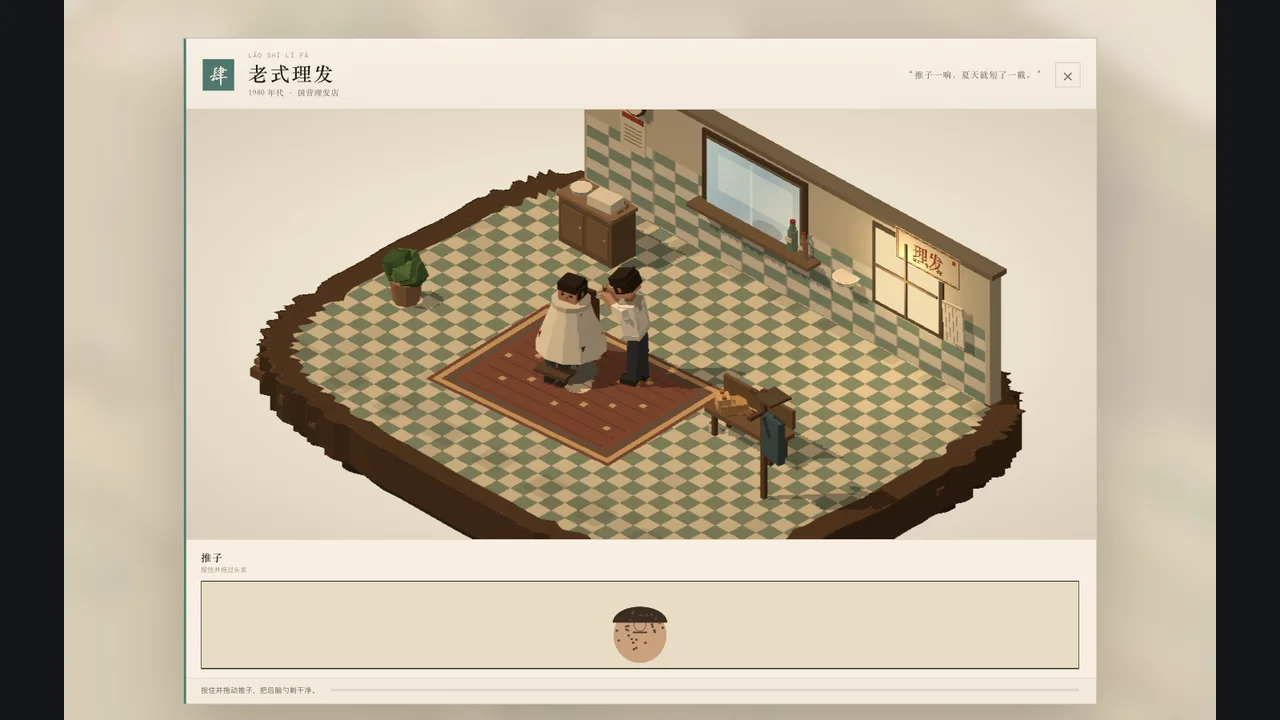 LǍO SHÌ LǏ FÀ
肆
老式理发
1980 年代 · 国营理发店
“推子一响，夏天就短了一截。”
理发
推子
按住并拖过头发
按住并拖动推子，把后脑勺剃干净。